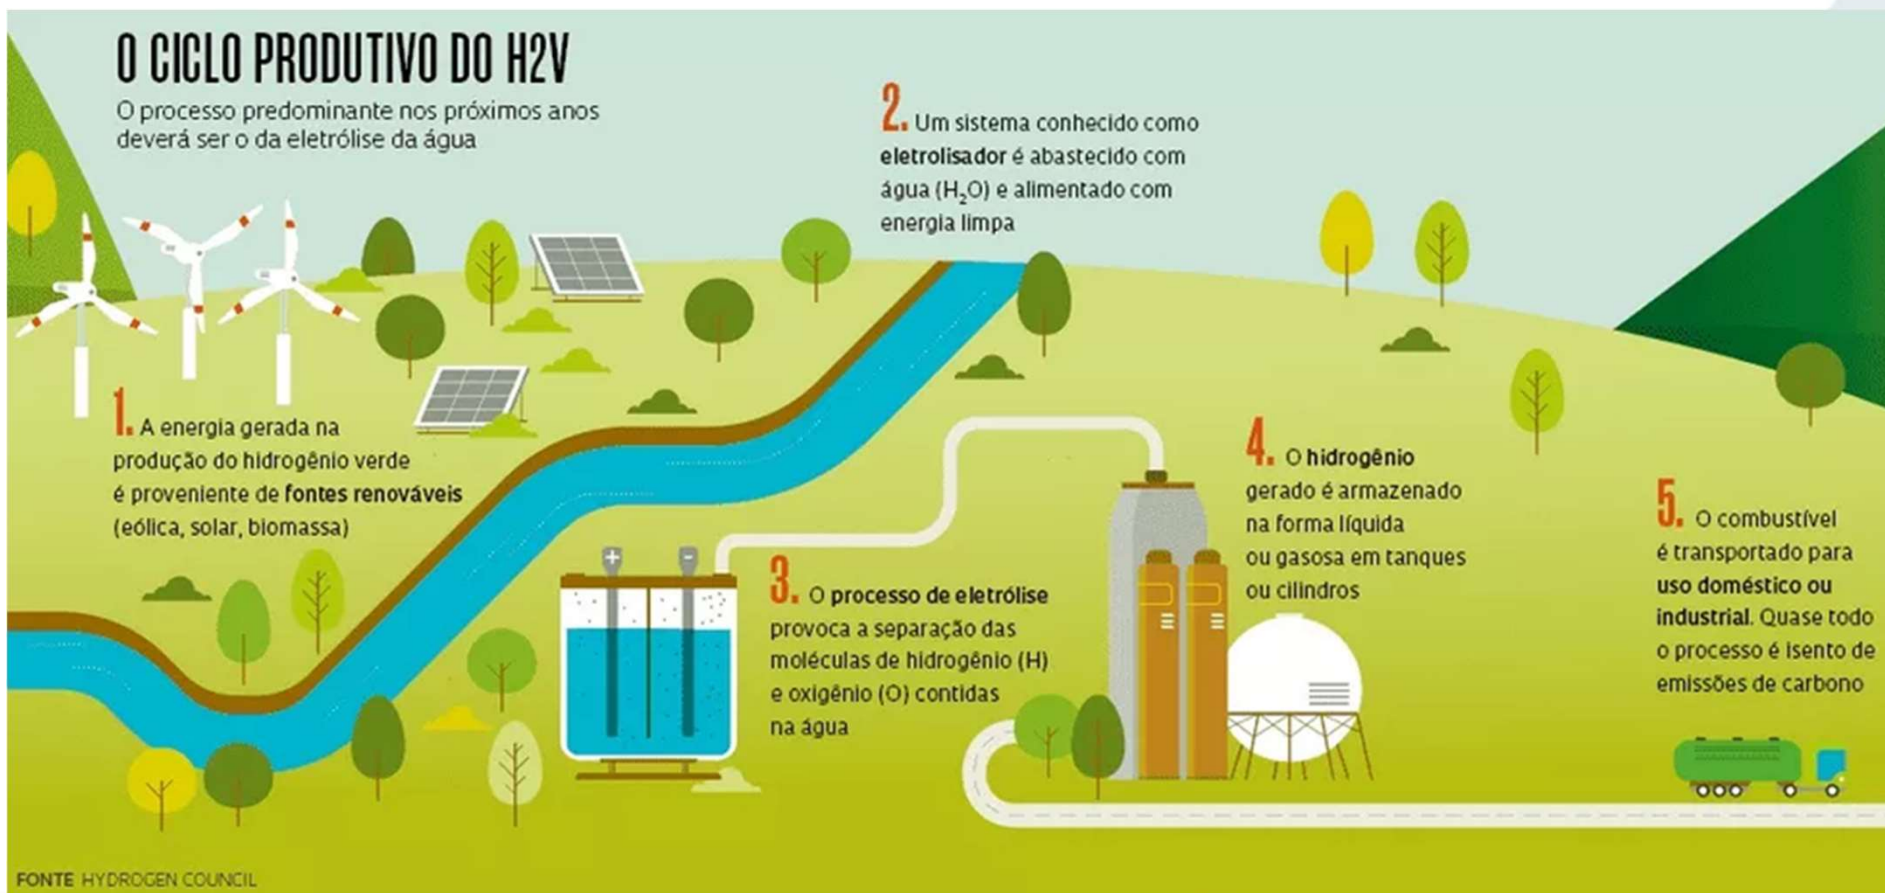 O CICLO PRODUTIVO DO H2V
O processo predominante nos próximos anos
deverá ser o da eletrólise da água
1. A energia gerada na
produção do hidrogênio verde
é proveniente de fontes renováveis
(eólica, solar, biomassa)
2. Um sistema conhecido como
eletrolisador é abastecido com
água (H₂O) e alimentado com
energia limpa
+ -
3. O processo de eletrólise
provoca a separação das
moléculas de hidrogênio (H)
e oxigênio (O) contidas
na água
4. O hidrogênio
gerado é armazenado
na forma líquida
ou gasosa em tanques
ou cilindros
5. O combustível
é transportado para
uso doméstico ou
industrial. Quase todo
o processo é isento de
emissões de carbono
FONTE HYDROGEN COUNCIL